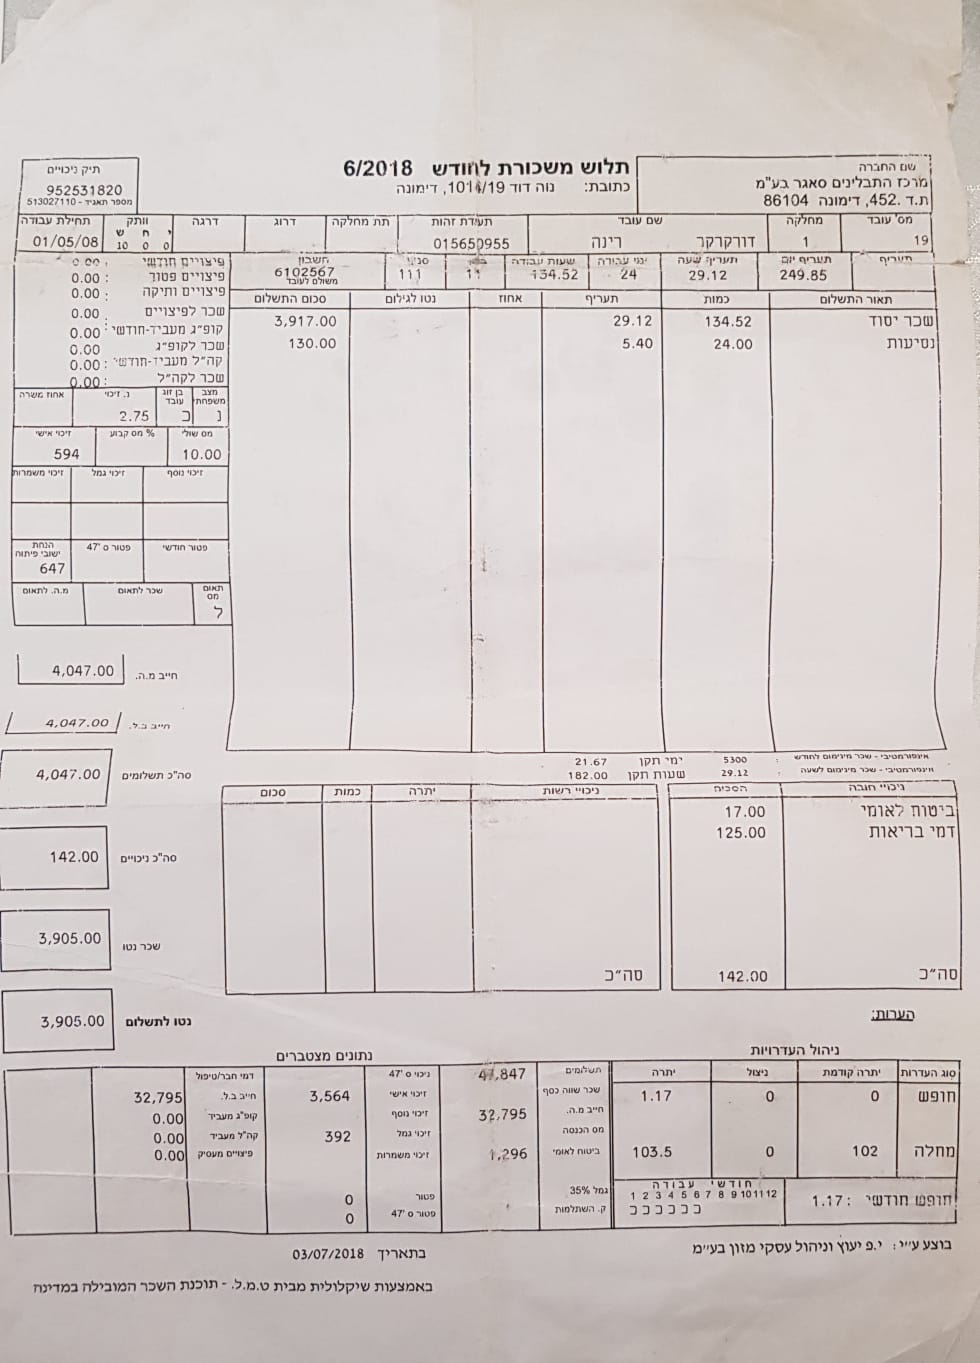 תלוש משכורת לחודש 6/2018
כתובת: נוה דוד 1014/19, דימונה
שם החברה
מרכז התבלינים סאגר בע"מ
ת.ד .452, דימונה 86104
תיק ניכויים
952531820
מספר תאגיד - 513027110
מס' עובד מחלקה שם עובד תעודת זהות תת מחלקה דרוג דרגה וותק תחילת עבודה
י ח ש
19 1 דורקרקר רינה 015650955 0 0 10 01/05/08
תעריף תעריף יום תעריף שעה ימי עבודה שעות עבודה בנק סניף חשבון
249.85 29.12 24 134.52 11 111 6102567
משולם לעובד
תאור התשלום כמות תעריף אחוז נטו לגילום סכום התשלום
שכר יסוד 134.52 29.12 3,917.00
נסיעות 24.00 5.40 130.00
פיצויים חודשי : 0.00
פיצויים פטור : 0.00
פיצויים ותיקה : 0.00
שכר לפיצויים : 0.00
קופ"ג מעביד-חודשי : 0.00
שכר לקופ"ג 0.00
קה"ל מעביד-חודשי : 0.00
שכר לקה"ל : 0.00
מצב משפחתי בן זוג עובד נ. זיכוי אחוז משרה
נ כ 2.75
מס שולי % מס קבוע זיכוי אישי
10.00 594
זיכוי נוסף זיכוי גמל זיכוי משמרות
פטור חודשי פטור ס '47 הנחת ישובי פיתוח
647
תאום מס שכר לתאום מ.ה. לתאום
ל
חייב מ.ה. 4,047.00
חייב ב.ל. 4,047.00
סה"כ תשלומים 4,047.00
סה"כ ניכויים 142.00
שכר נטו 3,905.00
נטו לתשלום 3,905.00
אינפורמטיבי - שכר מינימום לחודש : 5300 ימי תקן 21.67
אינפורמטיבי - שכר מינימום לשעה : 29.12 שעות תקן 182.00
ניכויי חובה הסכום ניכויי רשות יתרה כמות סכום
ביטוח לאומי 17.00
דמי בריאות 125.00
סה"כ 142.00 סה"כ
הערות:
ניהול העדרויות
סוג העדרות יתרה קודמת ניצול יתרה
חופש 0 0 1.17
מחלה 102 0 103.5
חופש חודשי : 1.17
חודשי עבודה
1 2 3 4 5 6 7 8 9 10 11 12
כ כ כ כ כ כ
נתונים מצטברים
תשלומים 47,847
שכר שווה כסף
חייב מ.ה. 32,795
מס הכנסה
ביטוח לאומי 1,296
גמל 35%
ק. השתלמות
ניכוי ס '47
זיכוי אישי 3,564
זיכוי נוסף
זיכוי גמל 392
זיכוי משמרות
פטור 0
פטור ס '47 0
דמי חבר/טיפול
חייב ב.ל. 32,795
קופ"ג מעביד 0.00
קה"ל מעביד 0.00
פיצויים מעסיק 0.00
בוצע ע"י: י.פ יעוץ וניהול עסקי מזון בע"מ
בתאריך 03/07/2018
באמצעות שיקלולית מבית ט.מ.ל. - תוכנת השכר המובילה במדינה